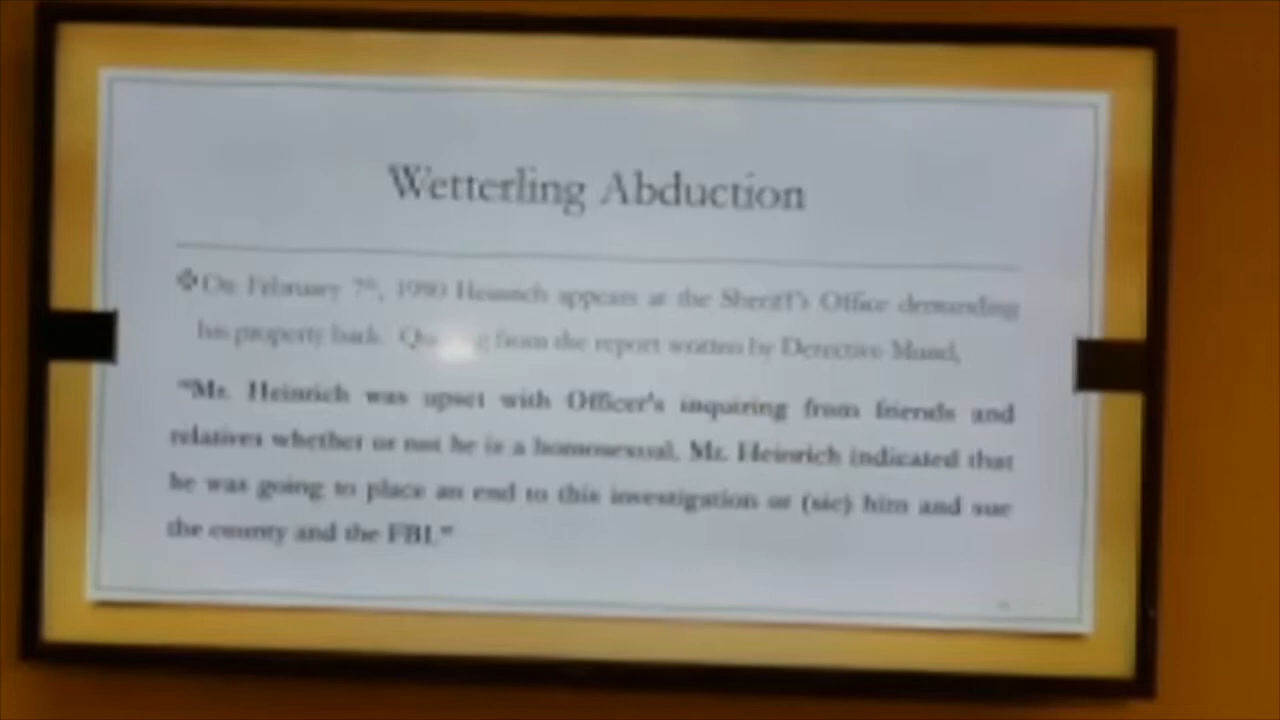 Wetterling Abduction
❖On February 7th, 1990 Heinrich appears at the Sheriff's Office demanding
his property back. from the report written by Detective Mund,
"Mr. Heinrich was upset with Officer's inquiring from friends and
relatives whether or not he is a homosexual. Mr. Heinrich indicated that
he was going to place an end to this investigation or (sic) him and sue
the county and the FBI."